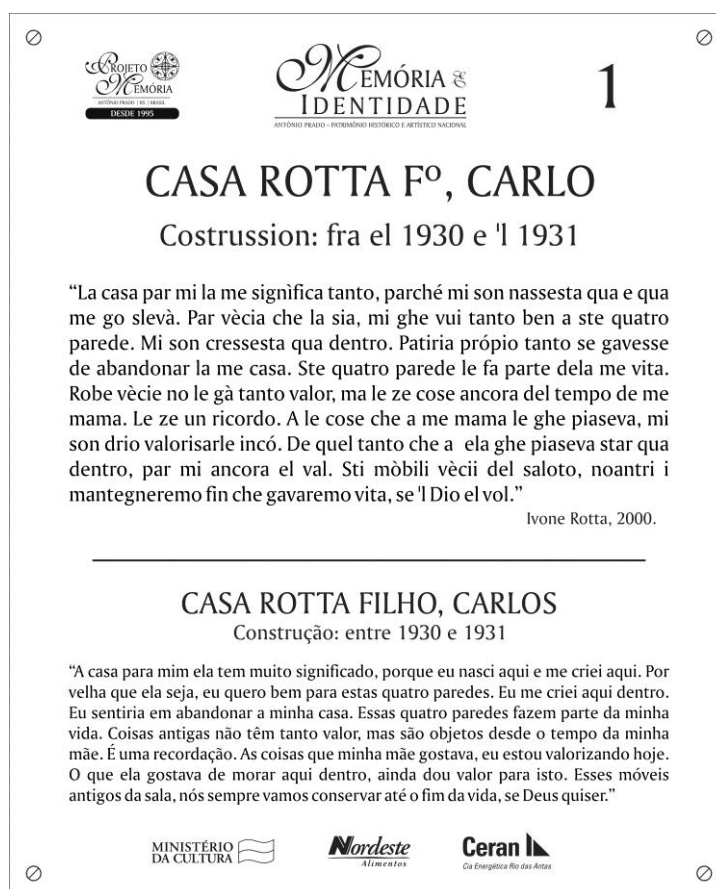 PROJETO
MEMÓRIA
ANTÔNIO PRADO | RS | BRASIL
DESDE 1995
MEMÓRIA &
IDENTIDADE
ANTÔNIO PRADO – PATRIMÔNIO HISTÓRICO E ARTÍSTICO NACIONAL
1
CASA ROTTA Fº, CARLO
Costrussion: fra el 1930 e 'l 1931
“La casa par mi la me signìfica tanto, parché mi son nassesta qua e qua
me go slevà. Par vècia che la sia, mi ghe vui tanto ben a ste quatro
parede. Mi son cressesta qua dentro. Patiria própio tanto se gavesse
de abandonar la me casa. Ste quatro parede le fa parte dela me vita.
Robe vècie no le gà tanto valor, ma le ze cose ancora del tempo de me
mama. Le ze un ricordo. A le cose che a me mama le ghe piaseva, mi
son drio valorisarle incó. De quel tanto che a ela ghe piaseva star qua
dentro, par mi ancora el val. Sti mòbili vècii del saloto, noantri i
mantegneremo fin che gavaremo vita, se 'l Dio el vol.”
Ivone Rotta, 2000.
CASA ROTTA FILHO, CARLOS
Construção: entre 1930 e 1931
“A casa para mim ela tem muito significado, porque eu nasci aqui e me criei aqui. Por
velha que ela seja, eu quero bem para estas quatro paredes. Eu me criei aqui dentro.
Eu sentiria em abandonar a minha casa. Essas quatro paredes fazem parte da minha
vida. Coisas antigas não têm tanto valor, mas são objetos desde o tempo da minha
mãe. É uma recordação. As coisas que minha mãe gostava, eu estou valorizando hoje.
O que ela gostava de morar aqui dentro, ainda dou valor para isto. Esses móveis
antigos da sala, nós sempre vamos conservar até o fim da vida, se Deus quiser.”
MINISTÉRIO
DA CULTURA
Nordeste
Alimentos
Ceran
Cia Energética Rio das Antas